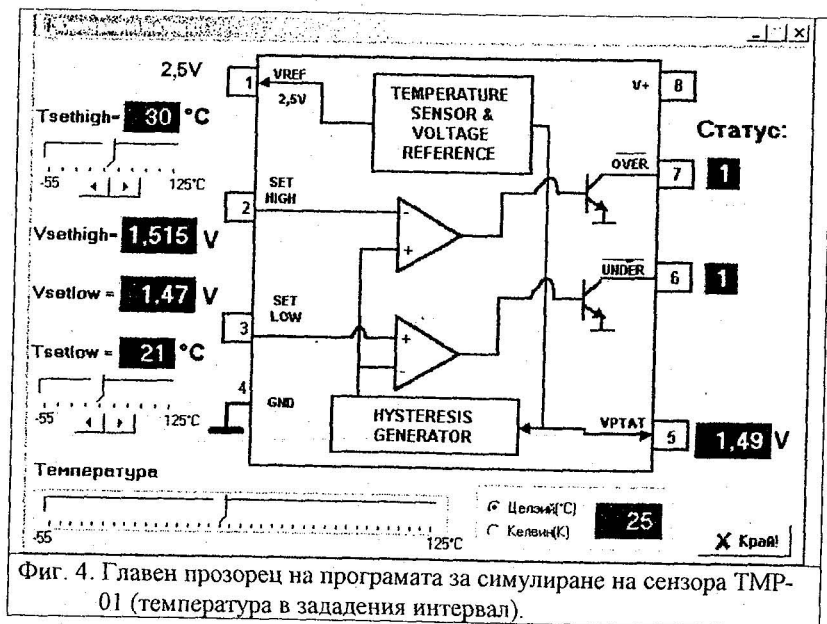 2,5V
1
VREF
2,5V
TEMPERATURE
SENSOR &
VOLTAGE
REFERENCE
V+
8
Tsethigh=
30
°C
-55
125°C
Статус:
OVER
7
1
SET
HIGH
2
-
+
Vsethigh=
1,515
V
Vsetlow =
1,47
V
UNDER
6
1
SET
LOW
3
+
-
Tsetlow =
21
°C
-55
125°C
4
GND
HYSTERESIS
GENERATOR
VPTAT
5
1,49
V
Температура
-55
125°C
Целзий(°C)
Келвин(K)
25
X Край!
Фиг. 4. Главен прозорец на програмата за симулиране на сензора TMP-
01 (температура в зададения интервал).